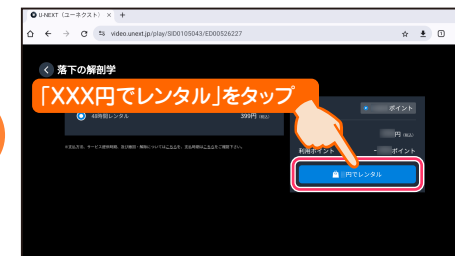 U-NEXT（ユーネクスト）
video.unext.jp/play/SID0105043/ED00526227
落下の解剖学
「XXX円でレンタル」をタップ
ポイント
48時間レンタル 399円（税込）
円（税込）
利用ポイント - ポイント
円でレンタル